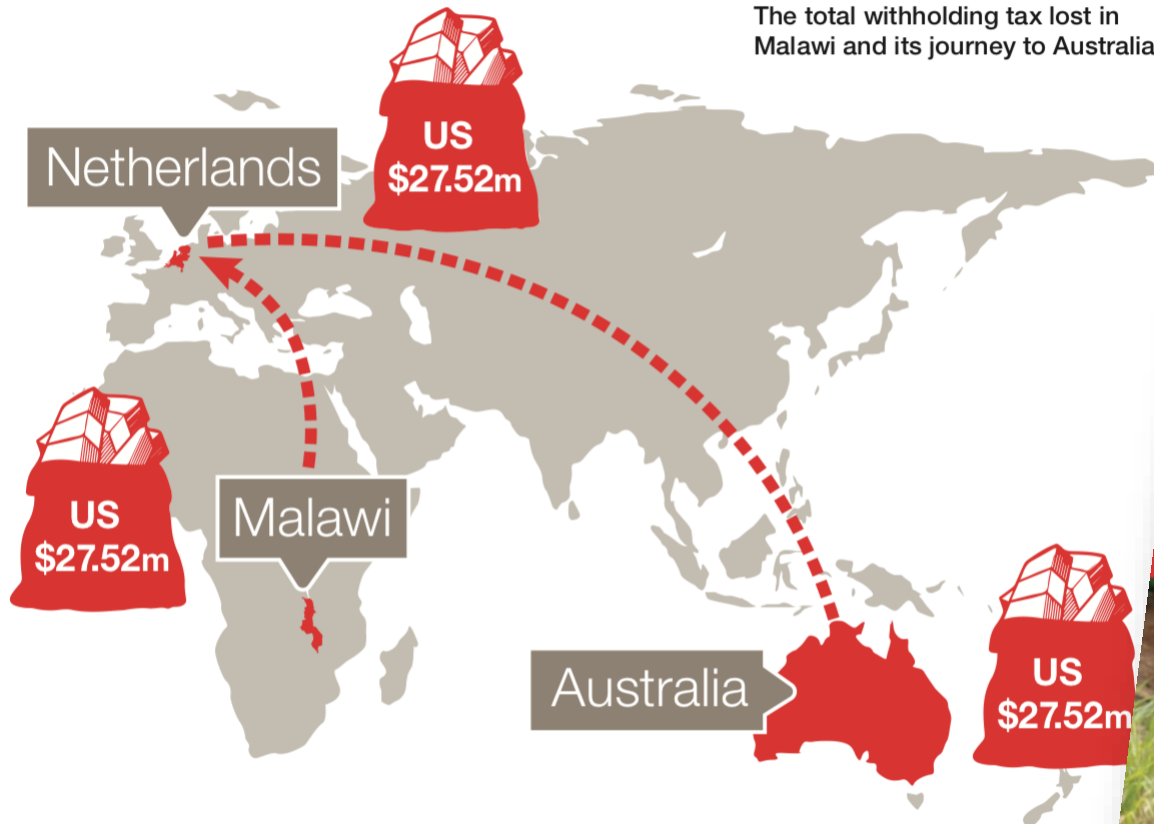 The total withholding tax lost in
Malawi and its journey to Australia
US
$27.52m
Netherlands
US
$27.52m
Malawi
US
$27.52m
Australia